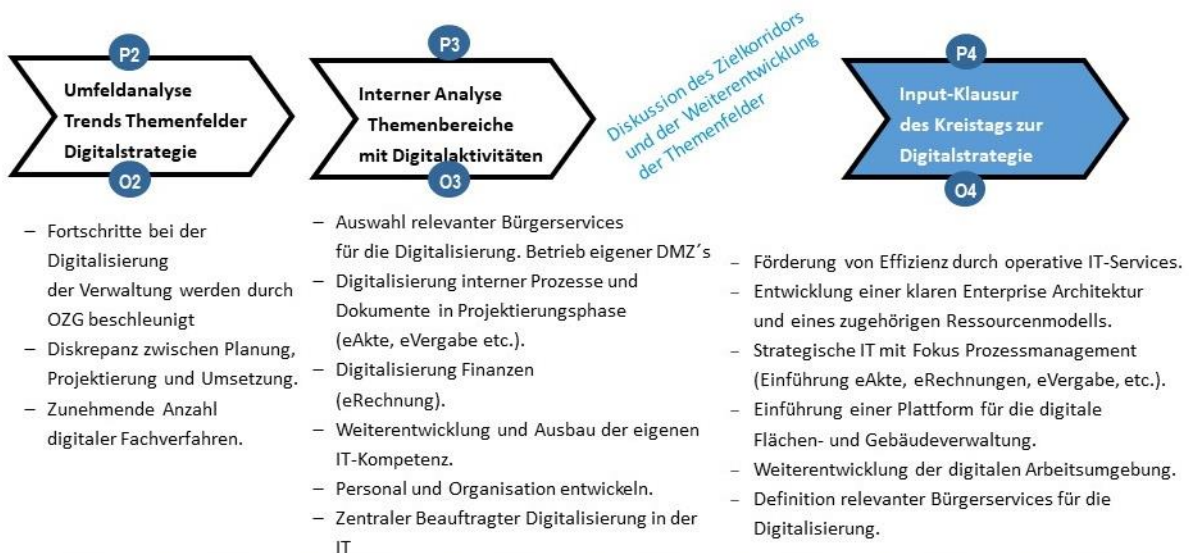 P2
Umfeldanalyse
Trends Themenfelder
Digitalstrategie
O2
– Fortschritte bei der
Digitalisierung
der Verwaltung werden durch
OZG beschleunigt
– Diskrepanz zwischen Planung,
Projektierung und Umsetzung.
– Zunehmende Anzahl
digitaler Fachverfahren.
P3
Interner Analyse
Themenbereiche
mit Digitalaktivitäten
O3
– Auswahl relevanter Bürgerservices
für die Digitalisierung. Betrieb eigener DMZ´s
– Digitalisierung interner Prozesse und
Dokumente in Projektierungsphase
(eAkte, eVergabe etc.).
– Digitalisierung Finanzen
(eRechnung).
– Weiterentwicklung und Ausbau der eigenen
IT-Kompetenz.
– Personal und Organisation entwickeln.
– Zentraler Beauftragter Digitalisierung in der
IT
Diskussion des Zielkorridors
und der Weiterentwicklung
der Themenfelder
P4
Input-Klausur
des Kreistags zur
Digitalstrategie
O4
– Förderung von Effizienz durch operative IT-Services.
– Entwicklung einer klaren Enterprise Architektur
und eines zugehörigen Ressourcenmodells.
– Strategische IT mit Fokus Prozessmanagement
(Einführung eAkte, eRechnungen, eVergabe, etc.).
– Einführung einer Plattform für die digitale
Flächen- und Gebäudeverwaltung.
– Weiterentwicklung der digitalen Arbeitsumgebung.
– Definition relevanter Bürgerservices für die
Digitalisierung.